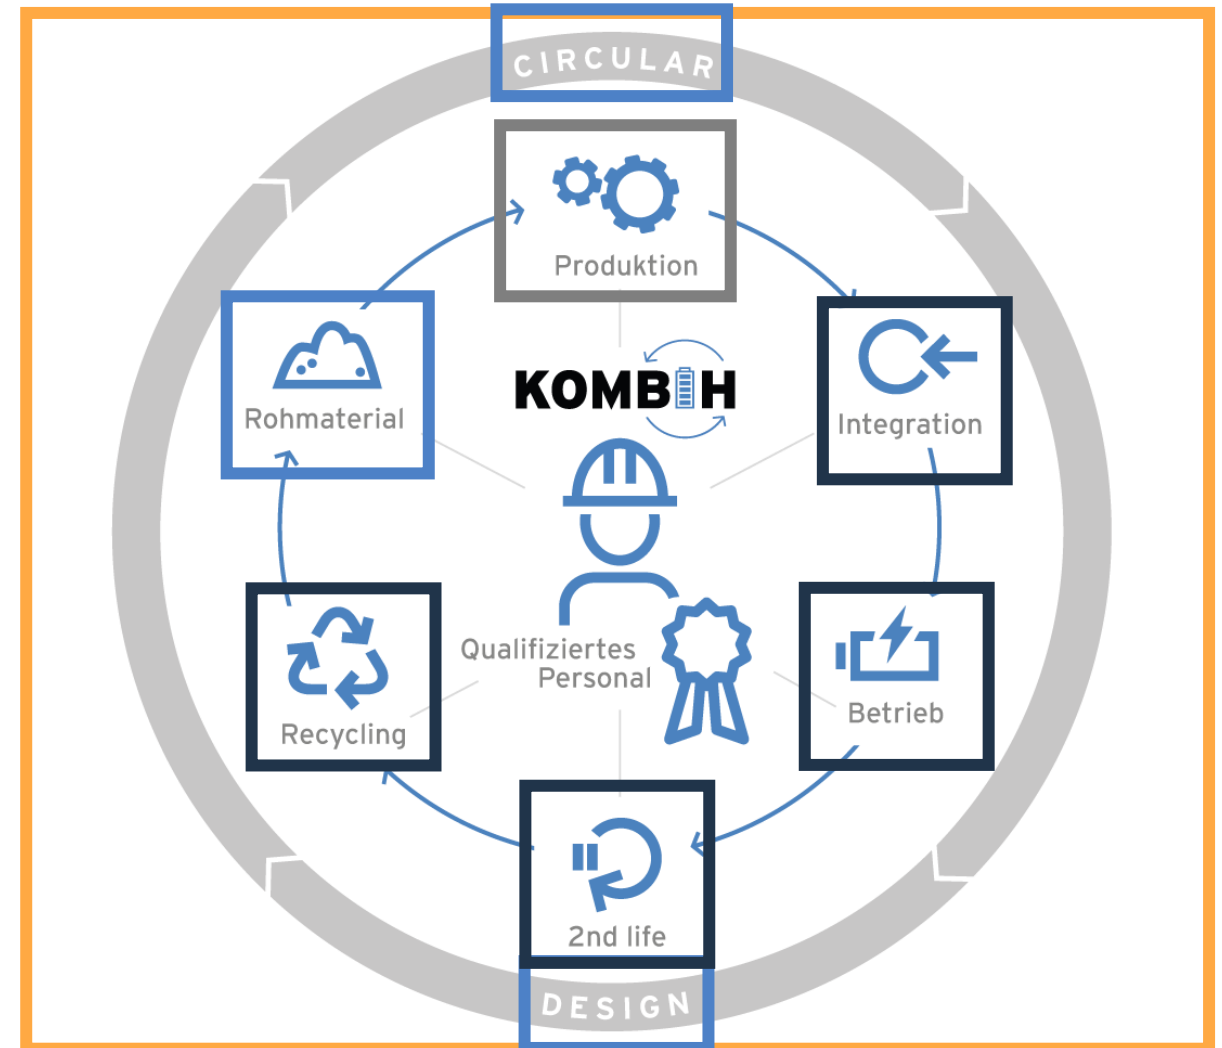 CIRCULAR
Produktion
Rohmaterial
KOMBIH
Integration
Qualifiziertes
Personal
Recycling
Betrieb
2nd life
DESIGN